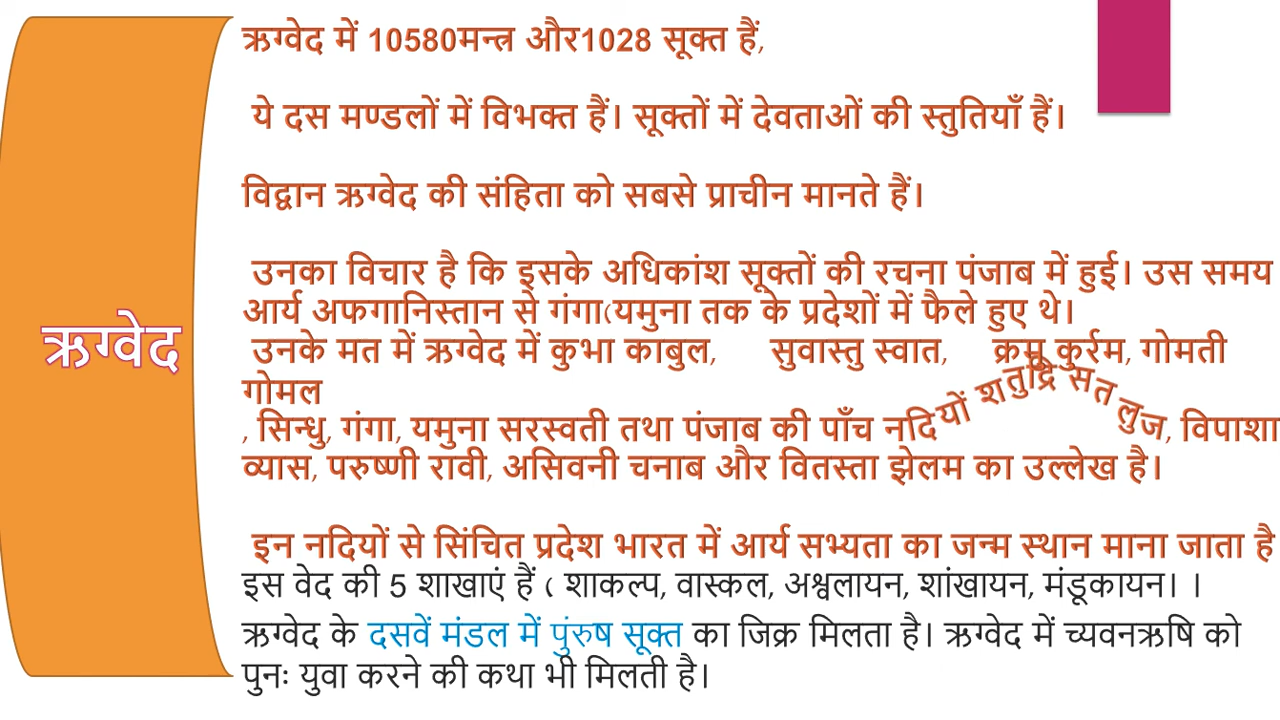 ऋग्वेद
ऋग्वेद में 10580मन्त्र और1028 सूक्त हैं,
ये दस मण्डलों में विभक्त हैं। सूक्तों में देवताओं की स्तुतियाँ हैं।
विद्वान ऋग्वेद की संहिता को सबसे प्राचीन मानते हैं।
उनका विचार है कि इसके अधिकांश सूक्तों की रचना पंजाब में हुई। उस समय
आर्य अफगानिस्तान से गंगा(यमुना तक के प्रदेशों में फैले हुए थे।
उनके मत में ऋग्वेद में कुभा काबुल, सुवास्तु स्वात, क्रमु कुर्रम, गोमती
गोमल
, सिन्धु, गंगा, यमुना सरस्वती तथा पंजाब की पाँच नदियों शतुद्रि सतलुज, विपाशा
व्यास, परुष्णी रावी, असिवनी चनाब और वितस्ता झेलम का उल्लेख है।
इन नदियों से सिंचित प्रदेश भारत में आर्य सभ्यता का जन्म स्थान माना जाता है
इस वेद की 5 शाखाएं हैं ( शाकल्प, वास्कल, अश्वलायन, शांखायन, मंडूकायन। ।
ऋग्वेद के दसवें मंडल में पुंरुष सूक्त का जिक्र मिलता है। ऋग्वेद में च्यवनऋषि को
पुनः युवा करने की कथा भी मिलती है।